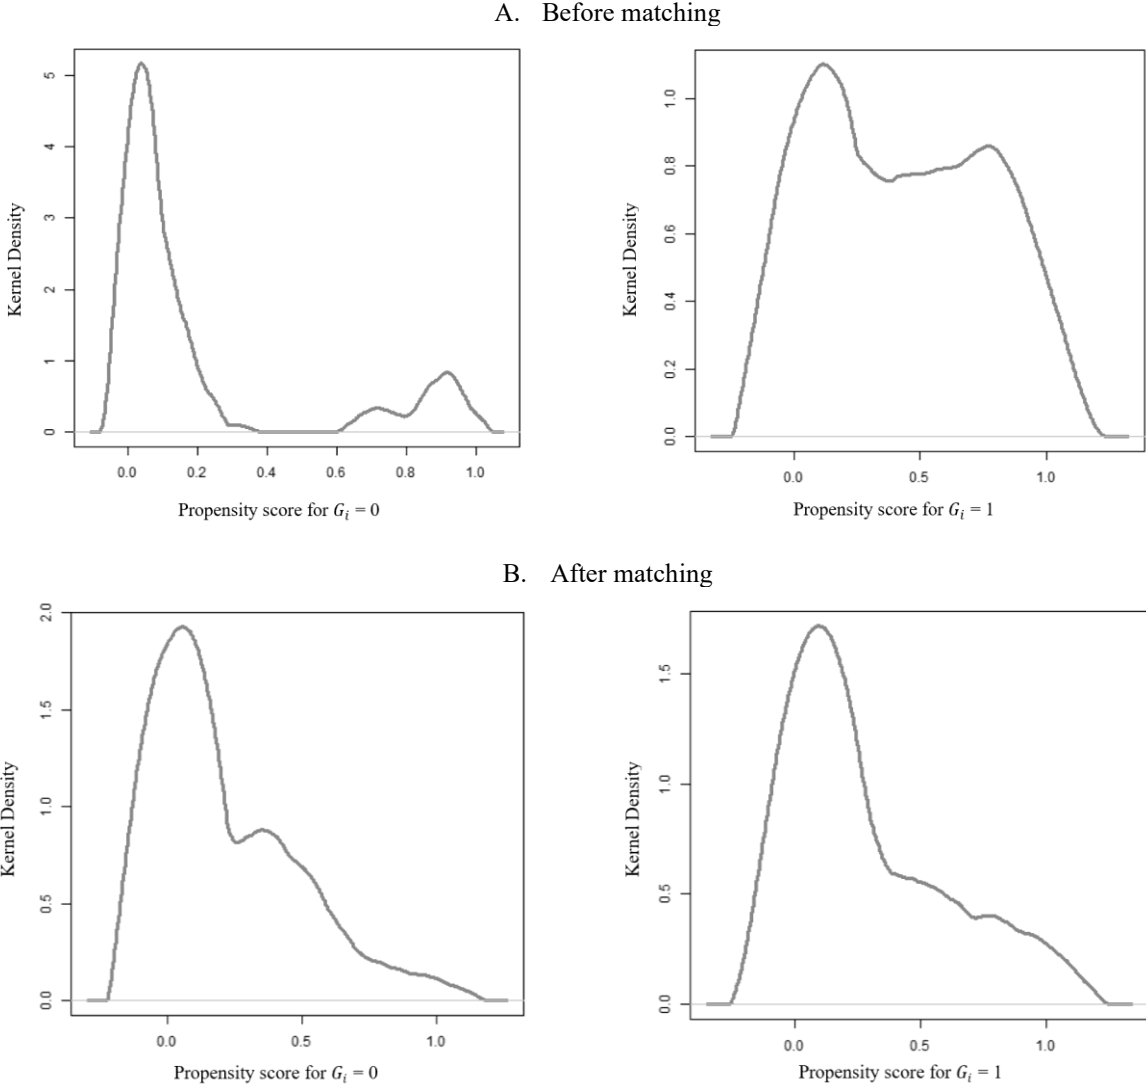 A. Before matching
Kernel Density
5
4
3
2
1
0
0.0 0.2 0.4 0.6 0.8 1.0
Propensity score for Gᵢ = 0
Kernel Density
1.0
0.8
0.6
0.4
0.2
0.0
0.0 0.5 1.0
Propensity score for Gᵢ = 1
B. After matching
Kernel Density
2.0
1.5
1.0
0.5
0.0
0.0 0.5 1.0
Propensity score for Gᵢ = 0
Kernel Density
1.5
1.0
0.5
0.0
0.0 0.5 1.0
Propensity score for Gᵢ = 1